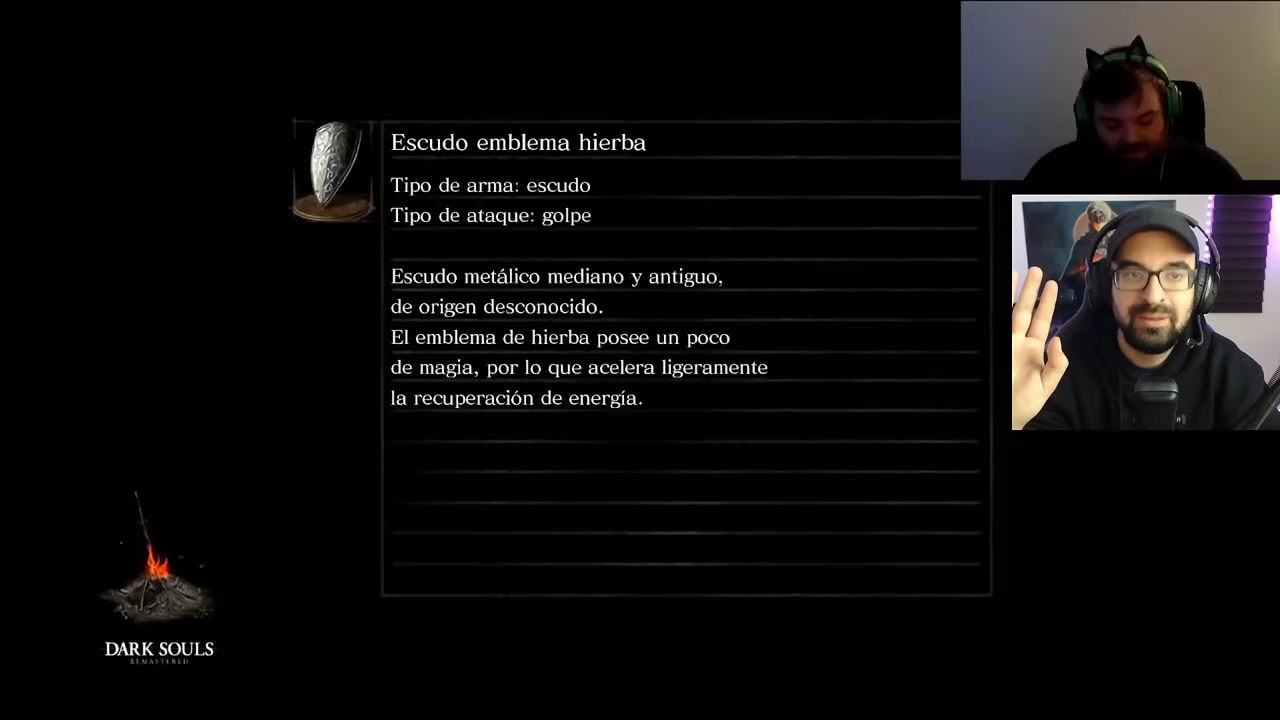 Escudo emblema hierba
Tipo de arma: escudo
Tipo de ataque: golpe
Escudo metálico mediano y antiguo,
de origen desconocido.
El emblema de hierba posee un poco
de magia, por lo que acelera ligeramente
la recuperación de energía.
DARK SOULS
REMASTERED